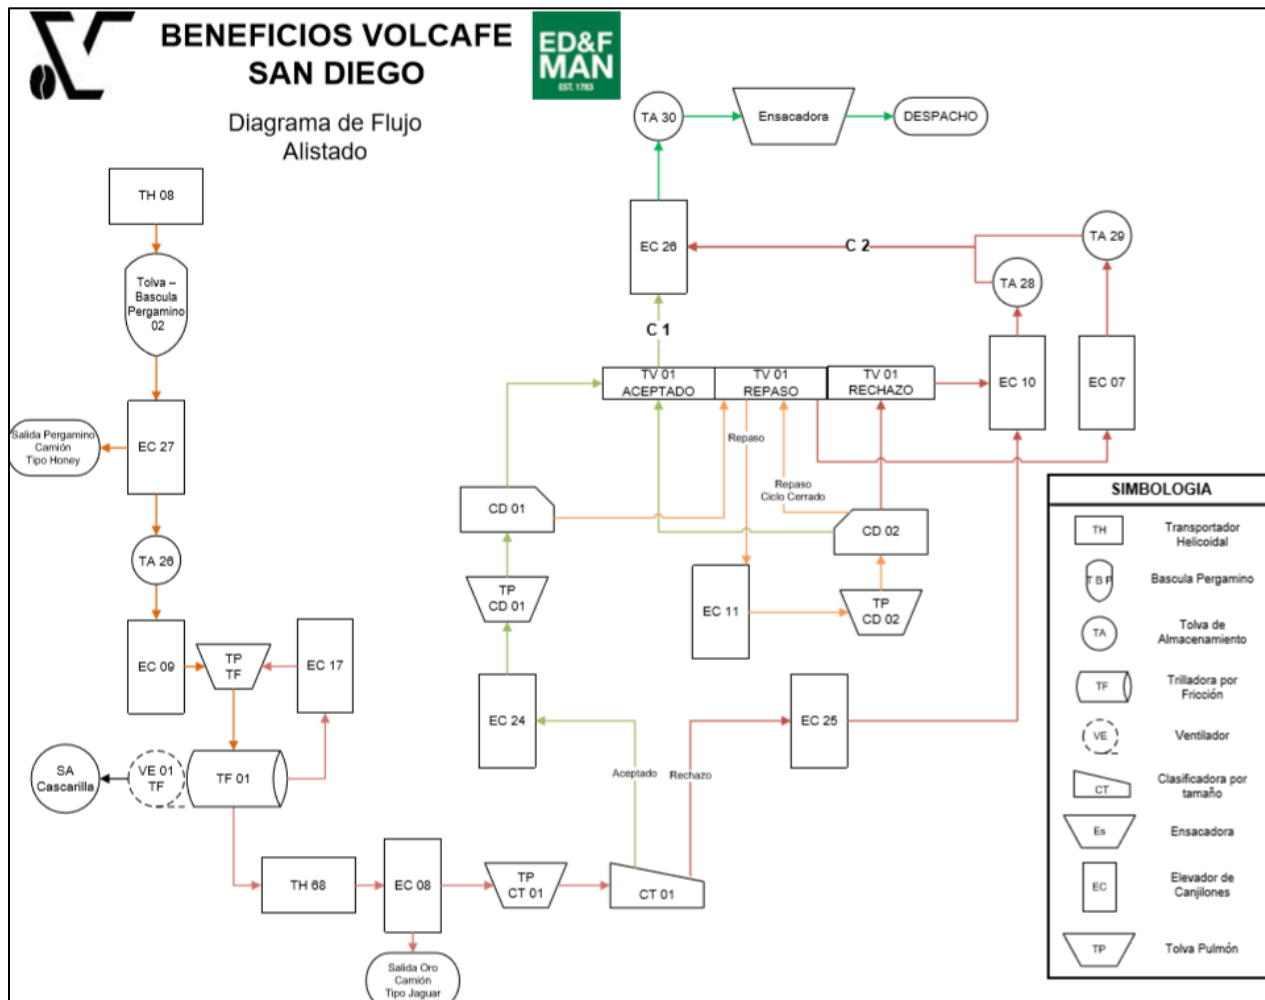 BENEFICIOS VOLCAFE
SAN DIEGO
ED&F
MAN
EST. 1783
Diagrama de Flujo
Alistado
TA 30
Ensacadora
DESPACHO
TH 08
EC 26
C 2
TA 29
TA 28
Tolva –
Bascula
Pergamino
02
C 1
TV 01
ACEPTADO
TV 01
REPASO
TV 01
RECHAZO
EC 10
EC 07
Salida Pergamino
Camión
Tipo Honey
EC 27
Repaso
Repaso
Ciclo Cerrado
CD 01
CD 02
TA 26
TP
CD 01
EC 11
TP
CD 02
EC 09
TP
TF
EC 17
EC 24
EC 25
SA
Cascarilla
VE 01
TF
TF 01
Aceptado
Rechazo
TH 68
EC 08
TP
CT 01
CT 01
Salida Oro
Camión
Tipo Jaguar
SIMBOLOGIA
TH
Transportador
Helicoidal
T B P
Bascula Pergamino
TA
Tolva de
Almacenamiento
TF
Trilladora por
Fricción
VE
Ventilador
CT
Clasificadora por
tamaño
Es
Ensacadora
EC
Elevador de
Canjilones
TP
Tolva Pulmón